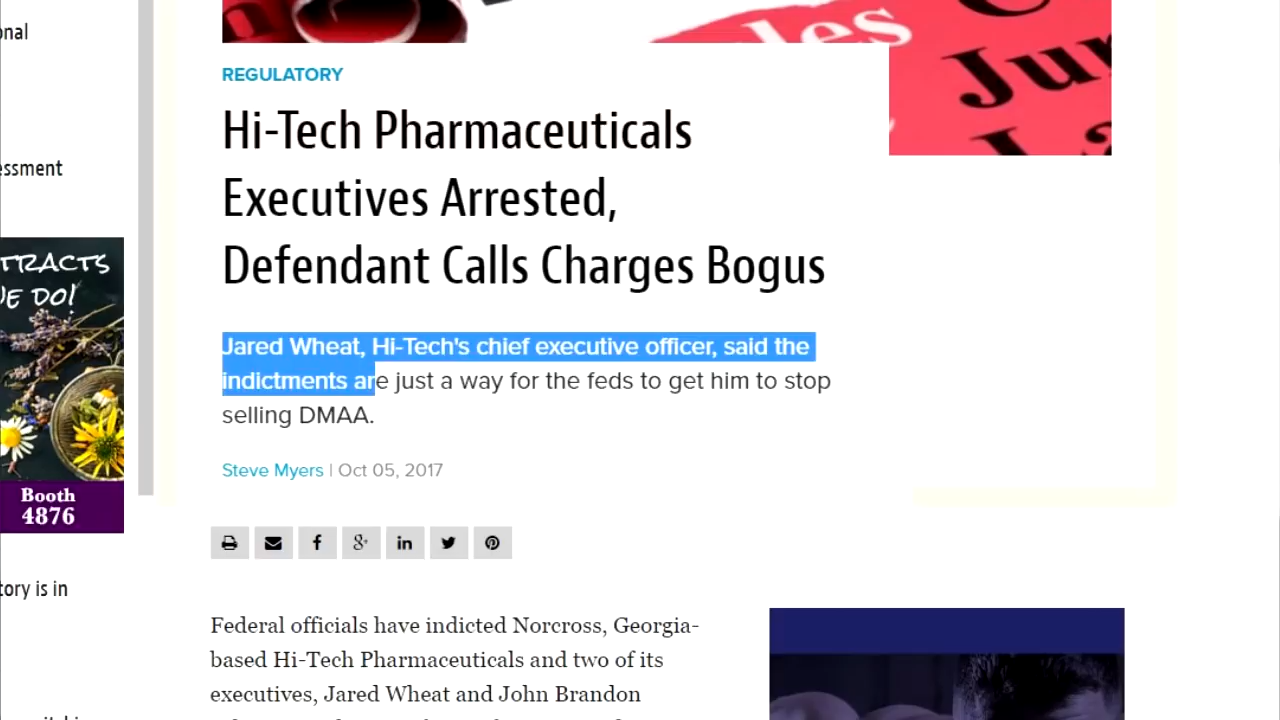 onal
essment
TRACTS
E DO!
Booth
4876
tory is in
les
Ju
REGULATORY
Hi-Tech Pharmaceuticals
Executives Arrested,
Defendant Calls Charges Bogus
Jared Wheat, Hi-Tech's chief executive officer, said the
indictments are just a way for the feds to get him to stop
selling DMAA.
Steve Myers | Oct 05, 2017
Federal officials have indicted Norcross, Georgia-
based Hi-Tech Pharmaceuticals and two of its
executives, Jared Wheat and John Brandon